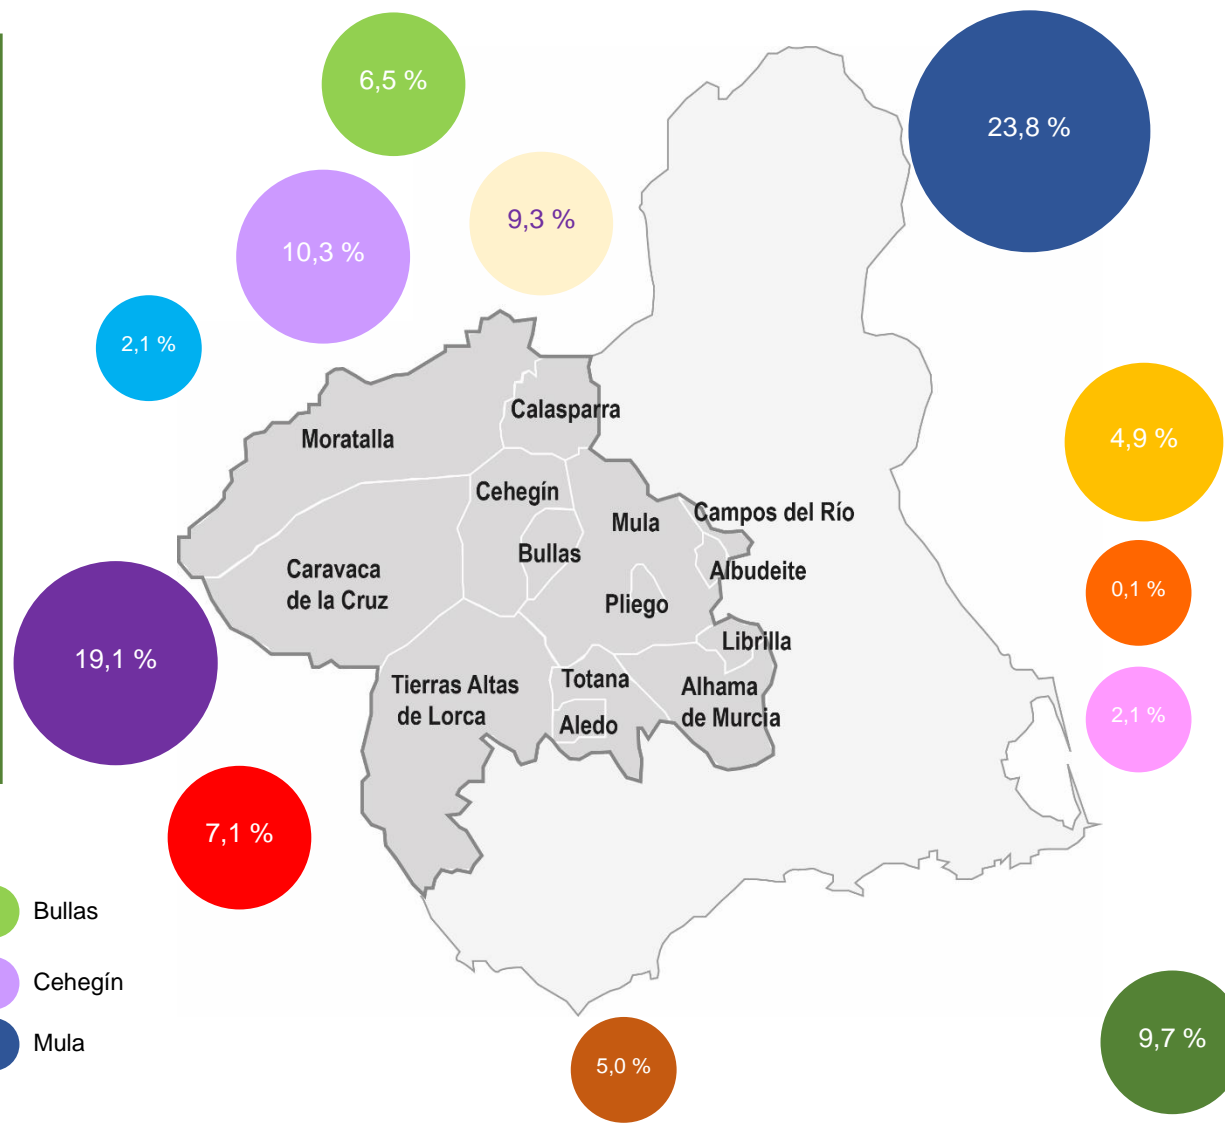 6,5 %
23,8 %
9,3 %
10,3 %
2,1 %
Calasparra
Moratalla
4,9 %
Cehegín
Mula
Campos del Río
Bullas
Albudeite
Caravaca
de la Cruz
0,1 %
Pliego
Librilla
19,1 %
Totana
Tierras Altas
de Lorca
Alhama
de Murcia
Aledo
2,1 %
7,1 %
Bullas
Cehegín
Mula
5,0 %
9,7 %